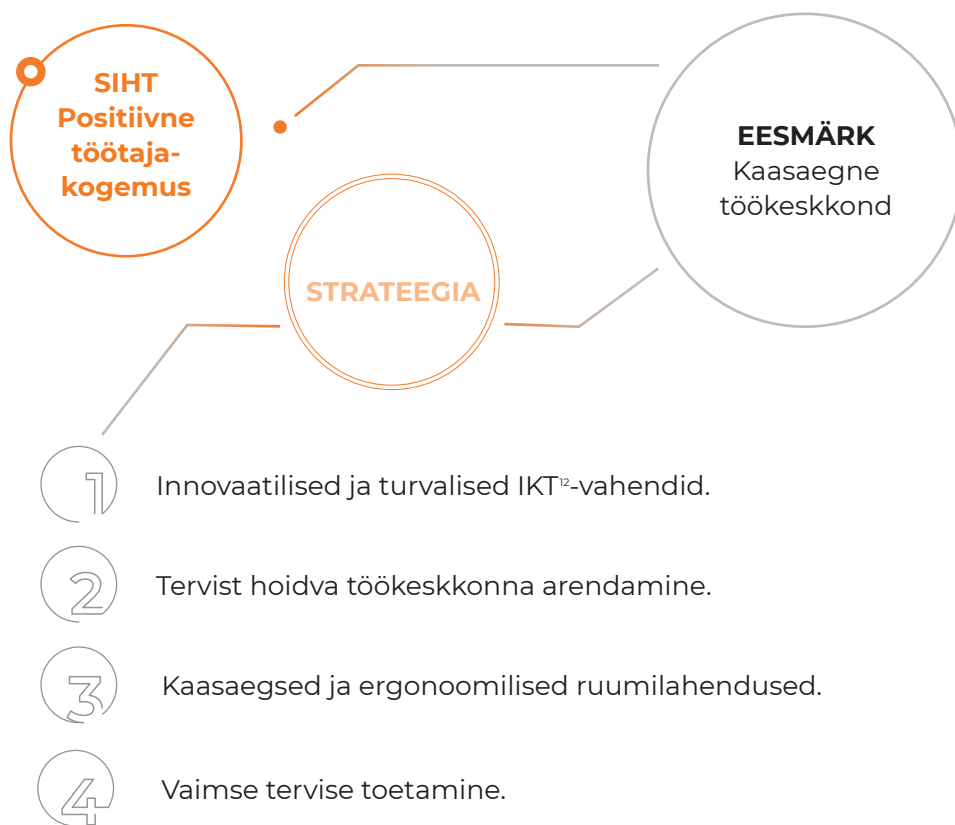 SIHT
Positiivne
töötaja-
kogemus
EESMÄRK
Kaasaegne
töökeskkond
STRATEEGIA
1 Innovaatilised ja turvalised IKT¹²-vahendid.
2 Tervist hoidva töökeskkonna arendamine.
3 Kaasaegsed ja ergonoomilised ruumilahendused.
4 Vaimse tervise toetamine.